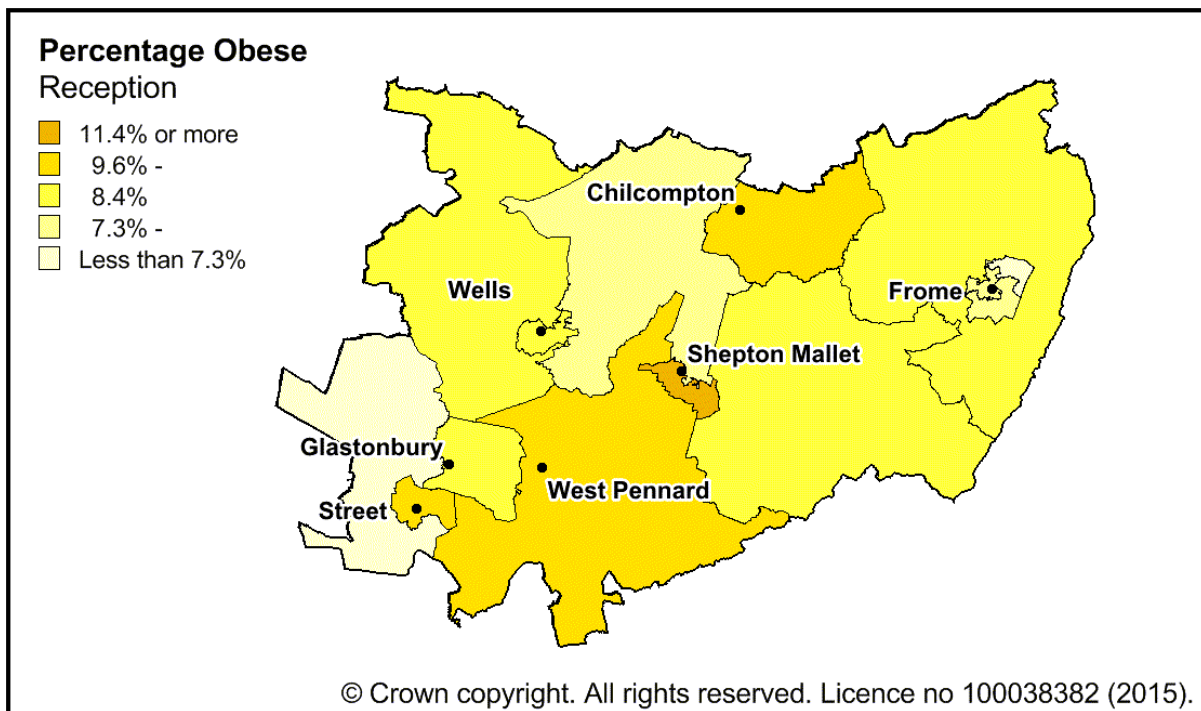 Percentage Obese
Reception
11.4% or more
9.6% -
8.4%
7.3% -
Less than 7.3%
Chilcompton
Wells
Frome
Shepton Mallet
Glastonbury
West Pennard
Street
© Crown copyright. All rights reserved. Licence no 100038382 (2015).